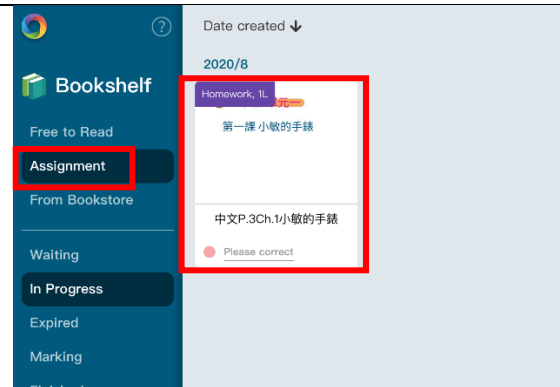 ?
Bookshelf
Free to Read
Assignment
From Bookstore
Waiting
In Progress
Expired
Marking
Date created ↓
2020/8
Homework, 1L
元一
第一課 小敏的手錶
中文P.3Ch.1小敏的手錶
Please correct